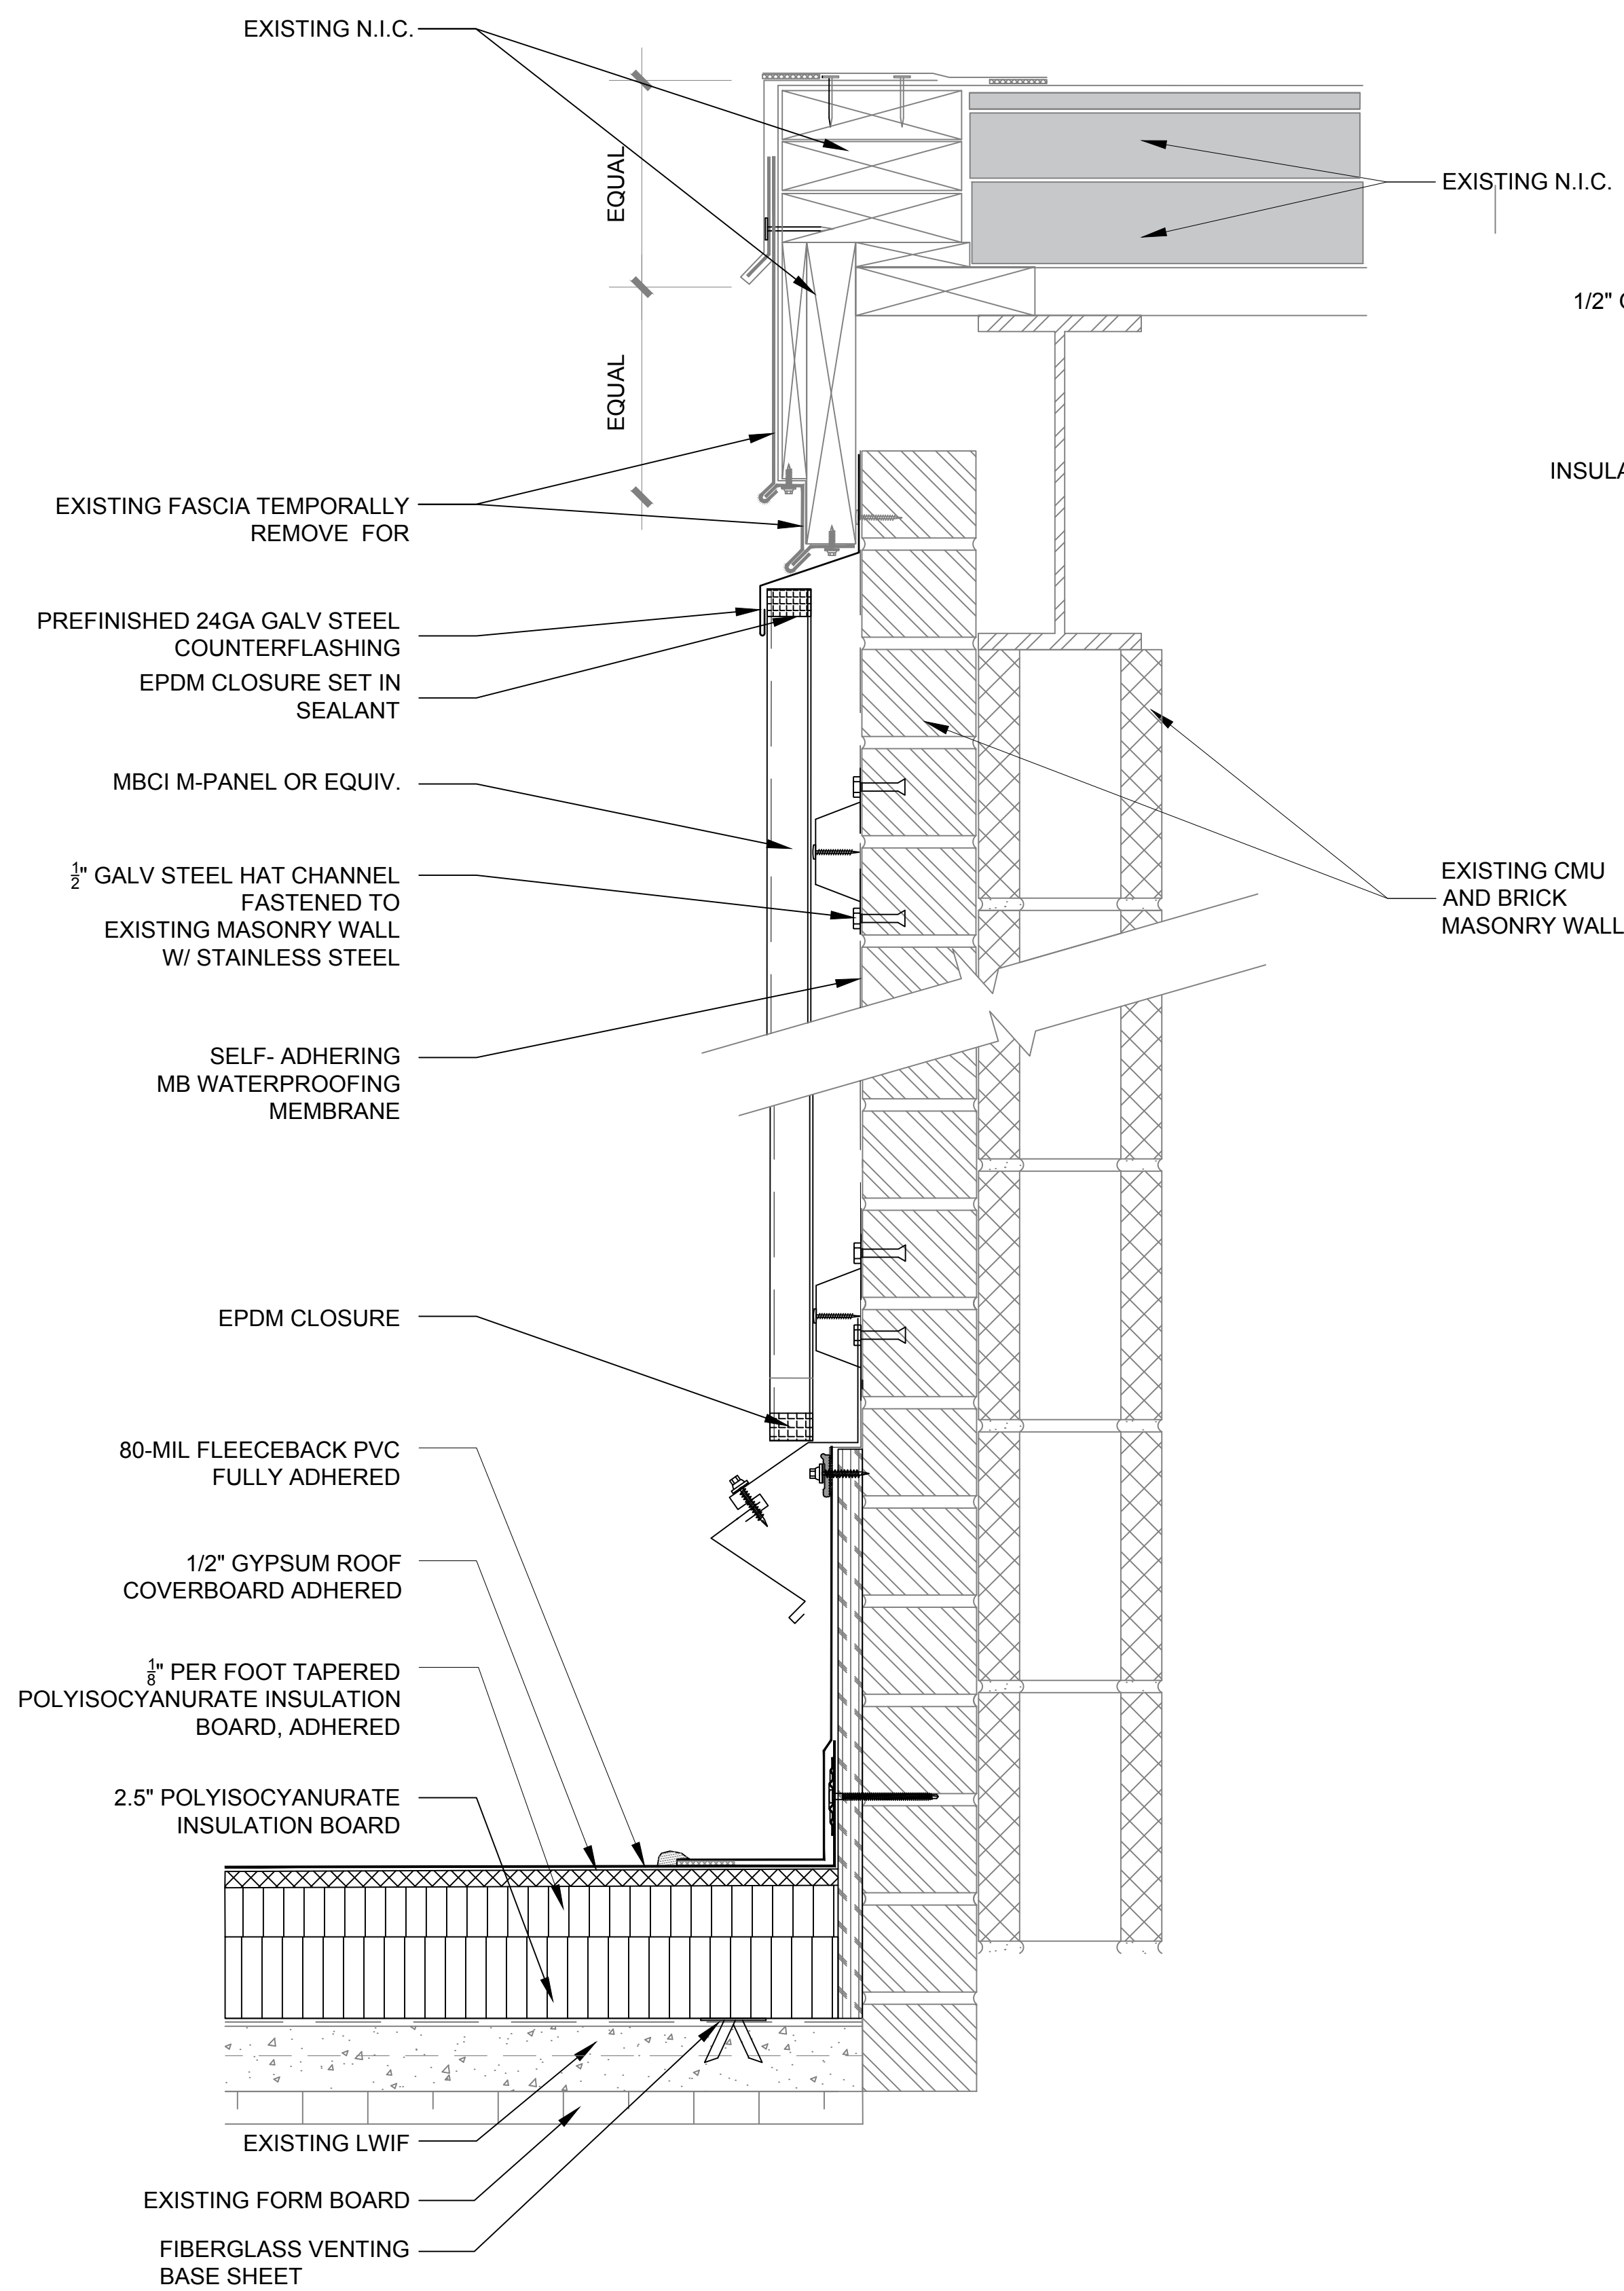 EXISTING N.I.C.
EQUAL
EXISTING N.I.C.
EQUAL
EXISTING FASCIA TEMPORALLY
REMOVE FOR
PREFINISHED 24GA GALV STEEL
COUNTERFLASHING
EPDM CLOSURE SET IN
SEALANT
MBCI M-PANEL OR EQUIV.
1/2" GALV STEEL HAT CHANNEL
FASTENED TO
EXISTING MASONRY WALL
W/ STAINLESS STEEL
EXISTING CMU
AND BRICK
MASONRY WALL
SELF- ADHERING
MB WATERPROOFING
MEMBRANE
EPDM CLOSURE
80-MIL FLEECEBACK PVC
FULLY ADHERED
1/2" GYPSUM ROOF
COVERBOARD ADHERED
1/8" PER FOOT TAPERED
POLYISOCYANURATE INSULATION
BOARD, ADHERED
2.5" POLYISOCYANURATE
INSULATION BOARD
EXISTING LWIF
EXISTING FORM BOARD
FIBERGLASS VENTING
BASE SHEET
1/2"